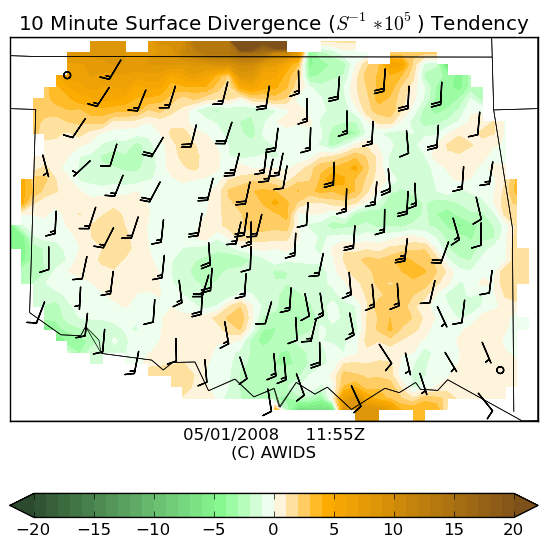 10 Minute Surface Divergence (S⁻¹ *10⁵ ) Tendency
05/01/2008 11:55Z
(C) AWIDS
−20 −15 −10 −5 0 5 10 15 20